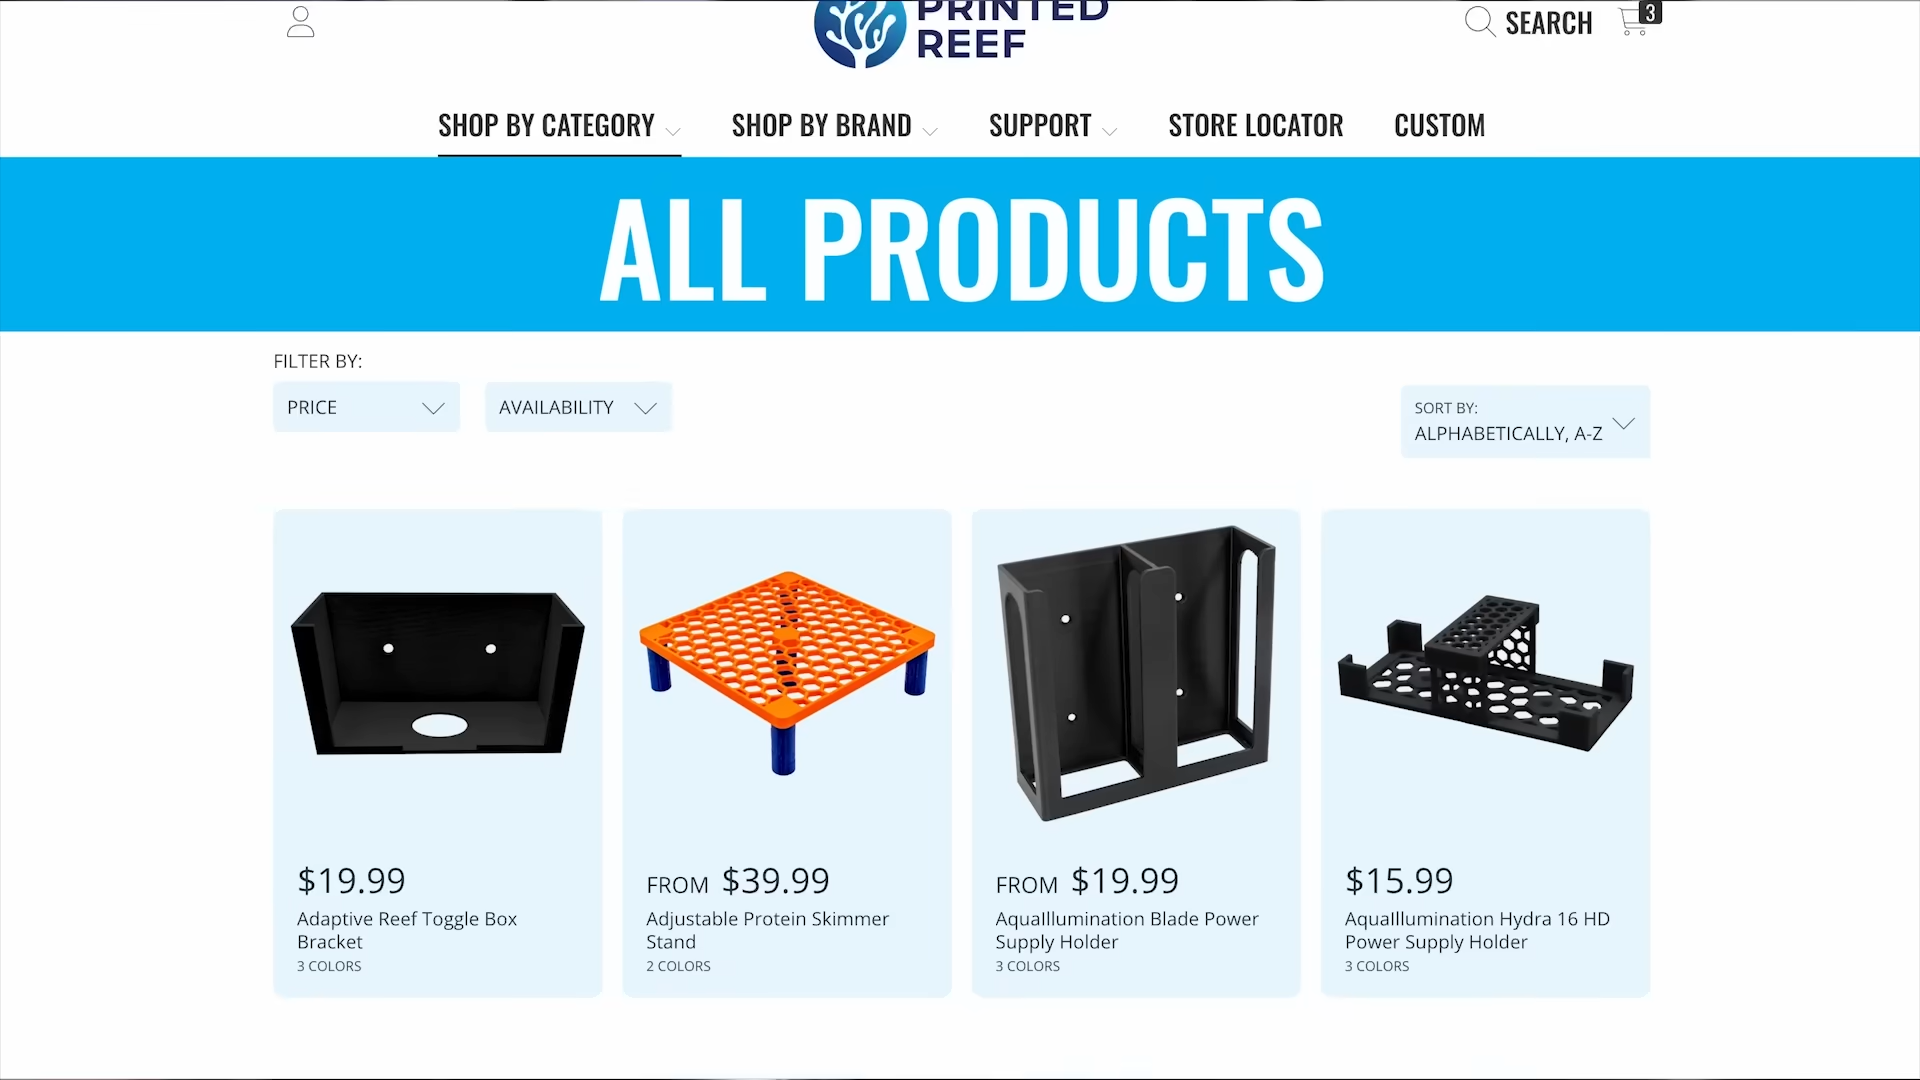 PRINTED
REEF
SEARCH
3
SHOP BY CATEGORY
SHOP BY BRAND
SUPPORT
STORE LOCATOR
CUSTOM
ALL PRODUCTS
FILTER BY:
PRICE
AVAILABILITY
SORT BY:
ALPHABETICALLY, A-Z
$19.99
Adaptive Reef Toggle Box
Bracket
3 COLORS
FROM $39.99
Adjustable Protein Skimmer
Stand
2 COLORS
FROM $19.99
AquaIllumination Blade Power
Supply Holder
3 COLORS
$15.99
AquaIllumination Hydra 16 HD
Power Supply Holder
3 COLORS